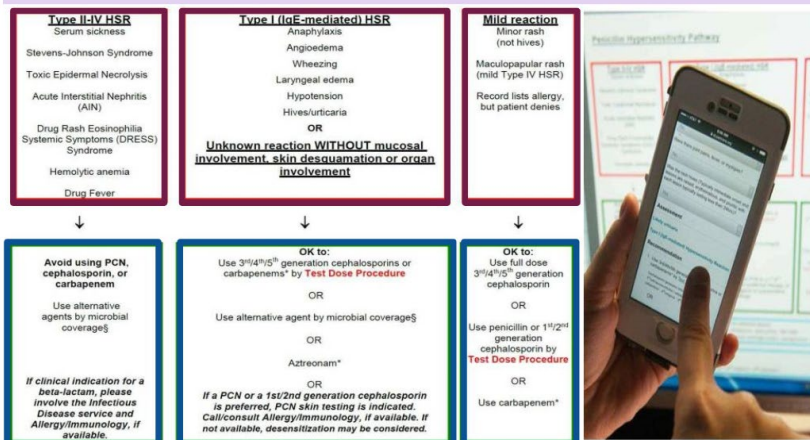 Type II-IV HSR
Serum sickness
Stevens-Johnson Syndrome
Toxic Epidermal Necrolysis
Acute Interstitial Nephritis
(AIN)
Drug Rash Eosinophilia
Systemic Symptoms (DRESS)
Syndrome
Hemolytic anemia
Drug Fever
Type I (IgE-mediated) HSR
Anaphylaxis
Angioedema
Wheezing
Laryngeal edema
Hypotension
Hives/urticaria
OR
Unknown reaction WITHOUT mucosal
involvement, skin desquamation or organ
involvement
Mild reaction
Minor rash
(not hives)
Maculopapular rash
(mild Type IV HSR)
Record lists allergy,
but patient denies
↓
↓
↓
Avoid using PCN,
cephalosporin, or
carbapenem
Use alternative
agents by microbial
coverage§
If clinical indication for a
beta-lactam, please
involve the Infectious
Disease service and
Allergy/Immunology, if
available.
OK to:
Use 3rd/4th/5th generation cephalosporins or
carbapenems* by Test Dose Procedure
OR
Use alternative agent by microbial coverage§
OR
Aztreonam*
OR
If a PCN or a 1st/2nd generation cephalosporin
is preferred, PCN skin testing is indicated.
Call/consult Allergy/Immunology, if available. If
not available, desensitization may be considered.
OK to:
Use full dose
3rd/4th/5th generation
cephalosporin
OR
Use penicillin or 1st/2nd
generation
cephalosporin by
Test Dose Procedure
OR
Use carbapenem*
Penicillin Hypersensitivity Pathway
Assessment
Recommendation
OR